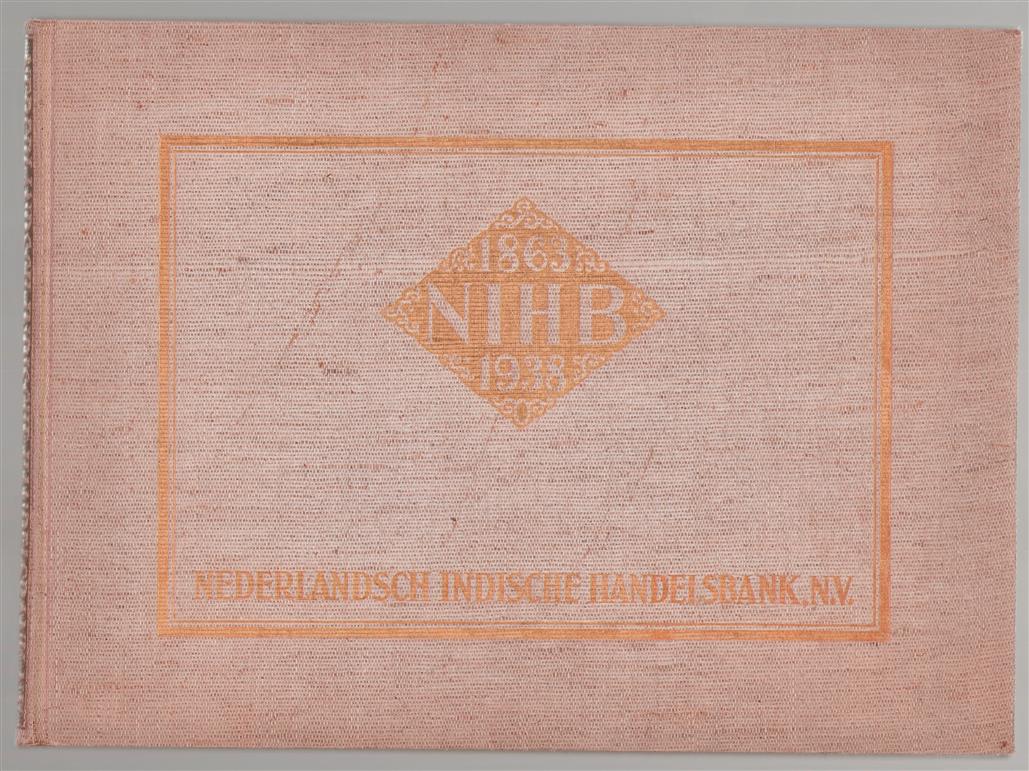 1863
NIHB
1938
NEDERLANDSCH INDISCHE HANDELSBANK, N.V.